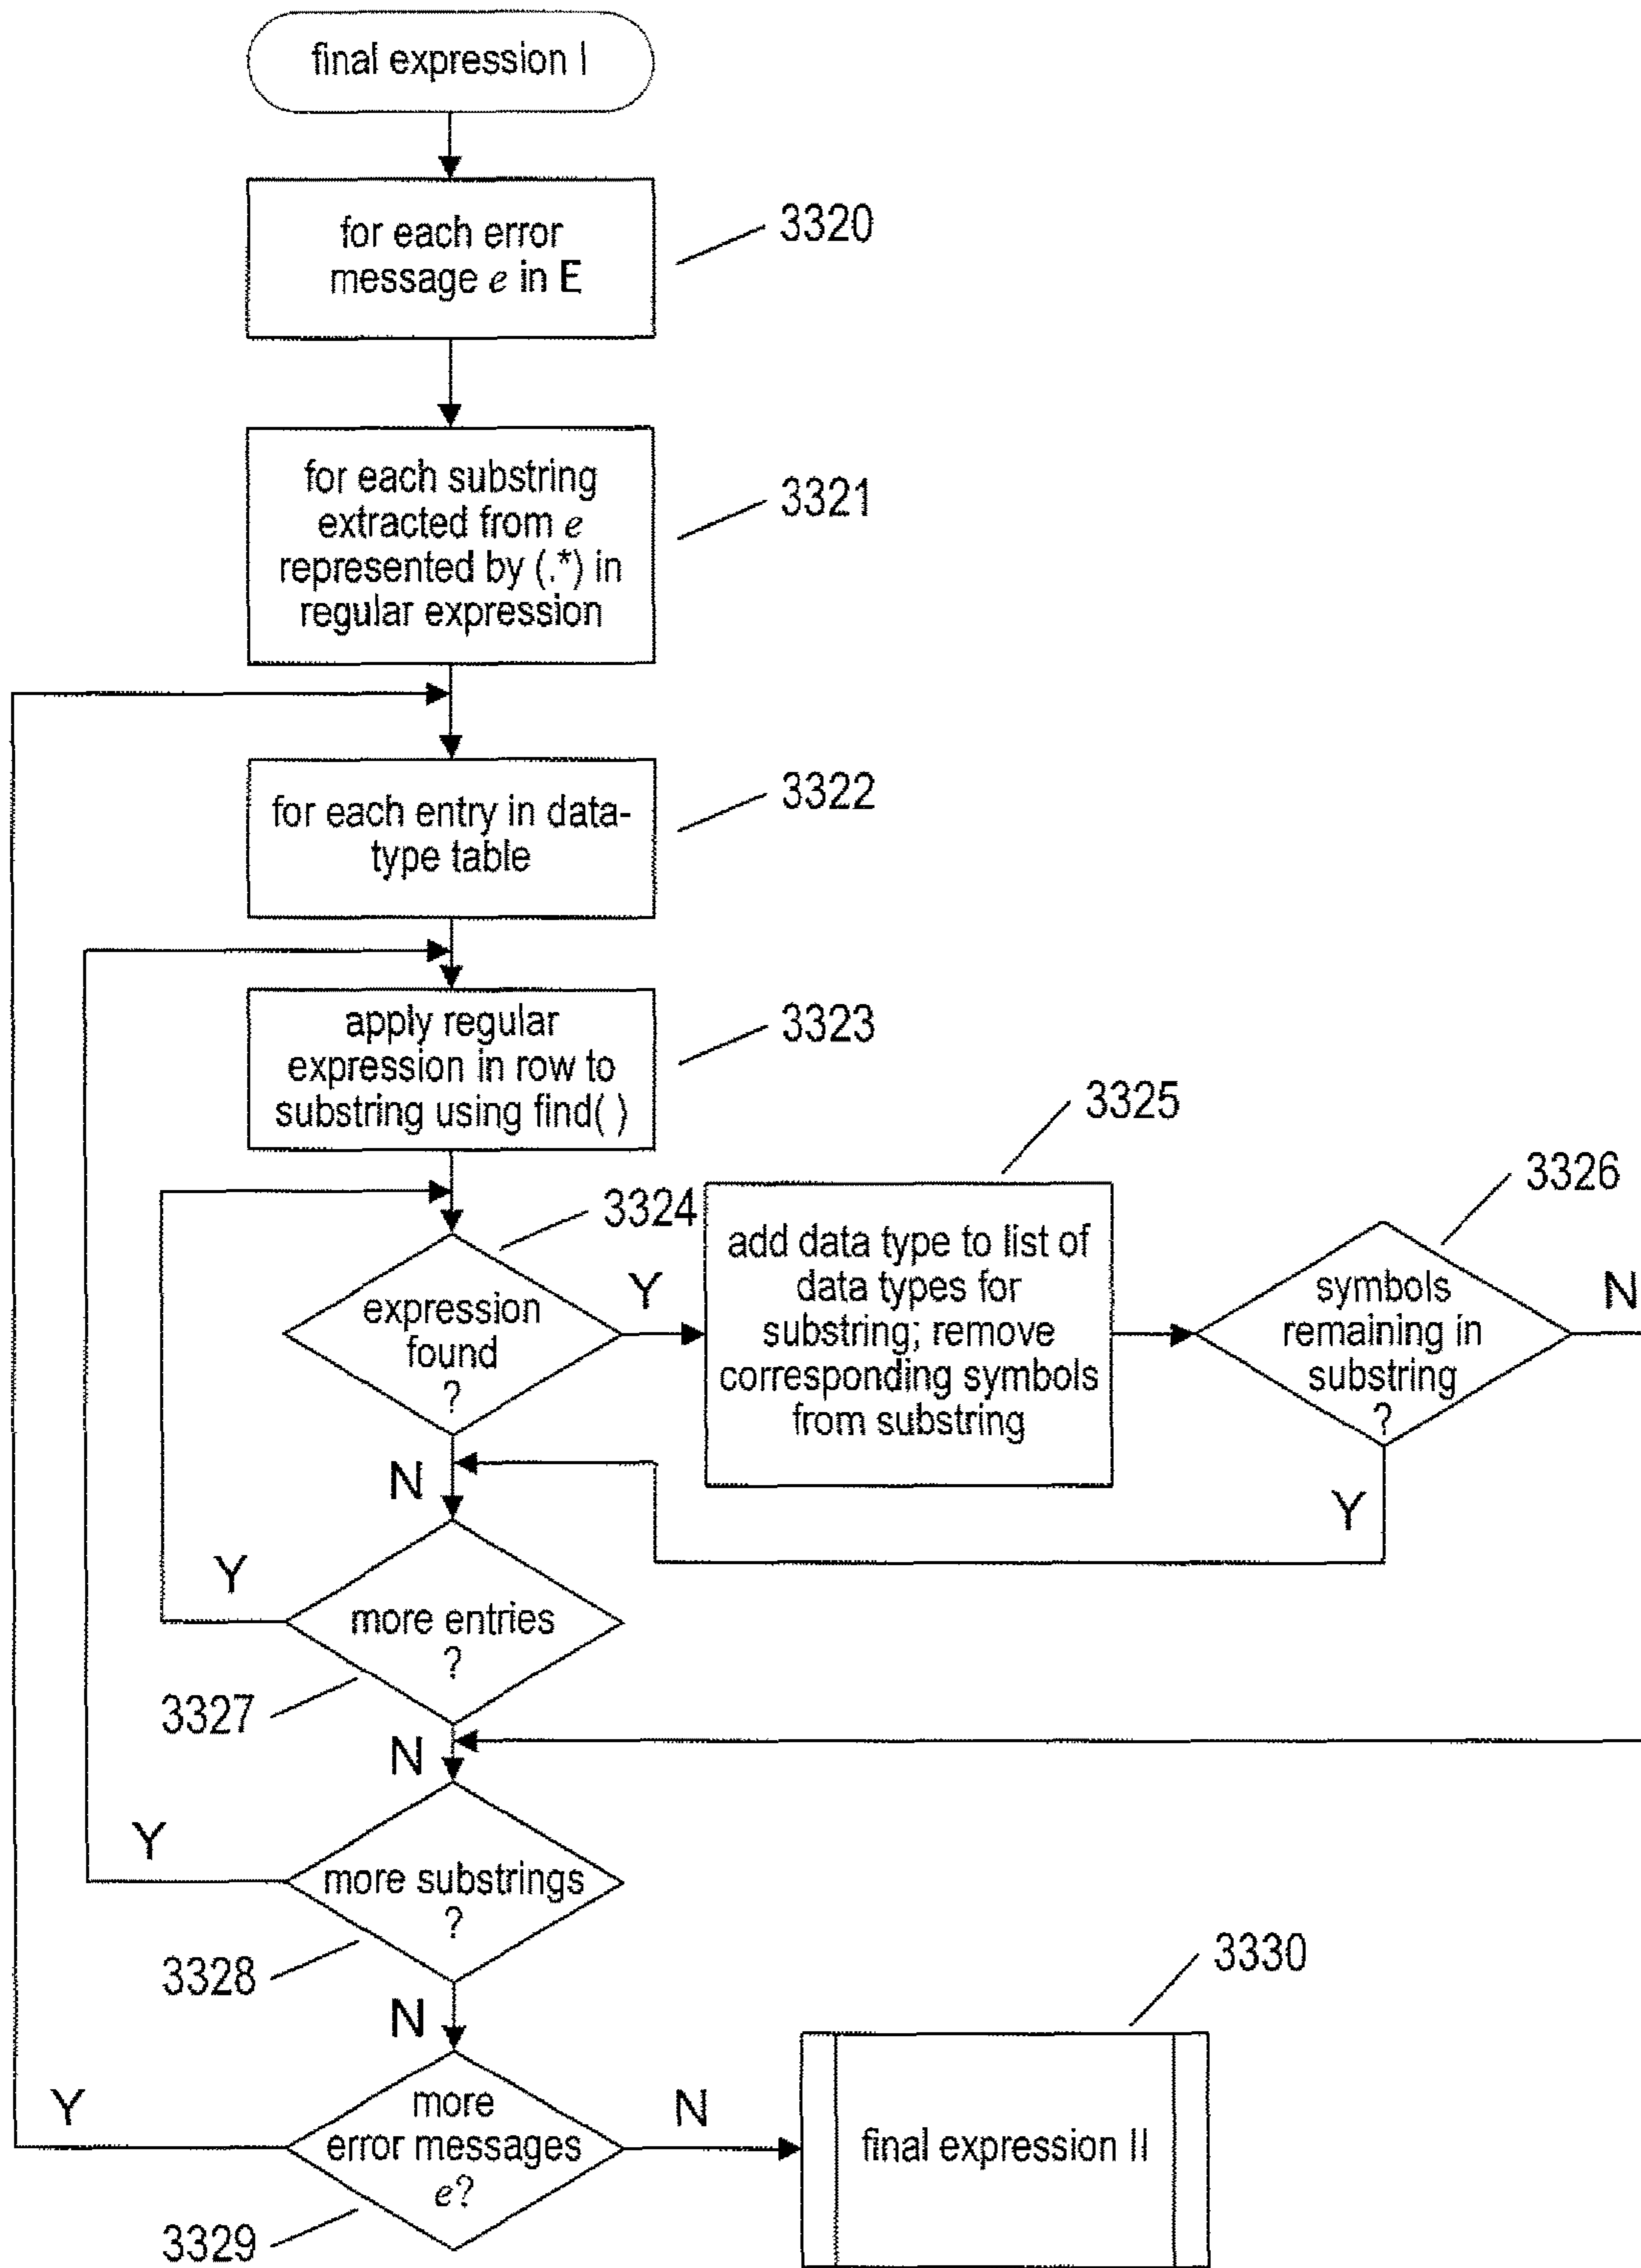 final expression I
for each error
message e in E
3320
for each substring
extracted from e
represented by (.*) in
regular expression
3321
for each entry in data-
type table
3322
apply regular
expression in row to
substring using find( )
3323
3324
expression
found
?
Y
N
3325
add data type to list of
data types for
substring; remove
corresponding symbols
from substring
3326
symbols
remaining in
substring
?
N
Y
more entries
?
Y
3327
N
more substrings
?
Y
3328
N
more
error messages
e?
Y
3329
N
3330
final expression II